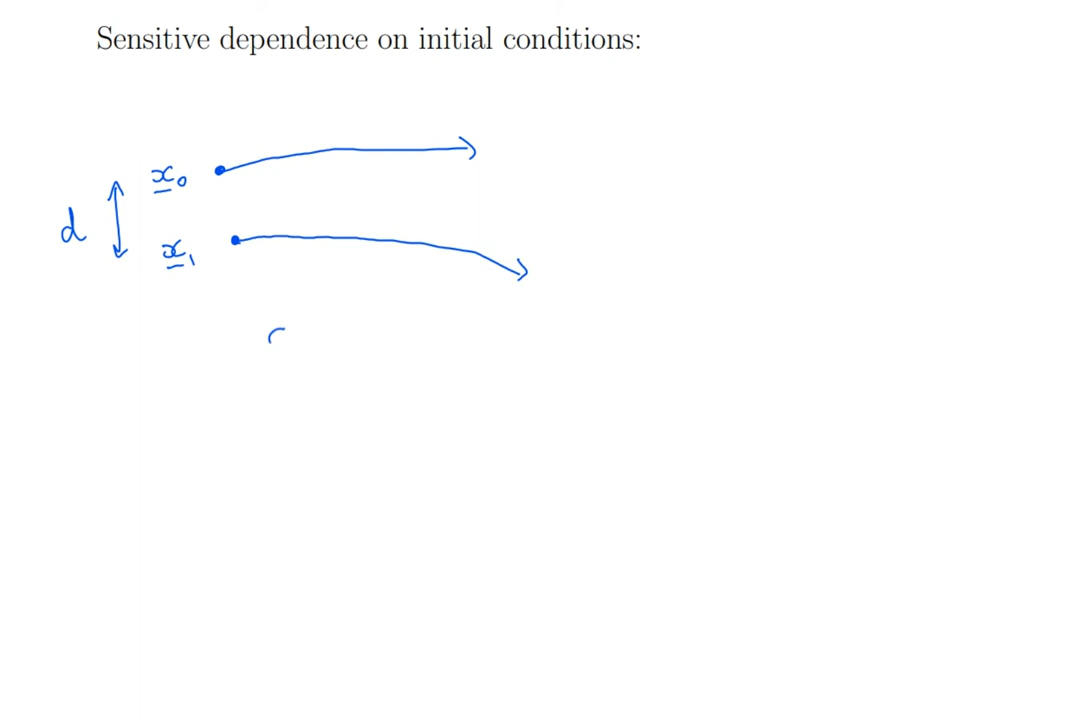 Sensitive dependence on initial conditions:
x₀
d
x₁